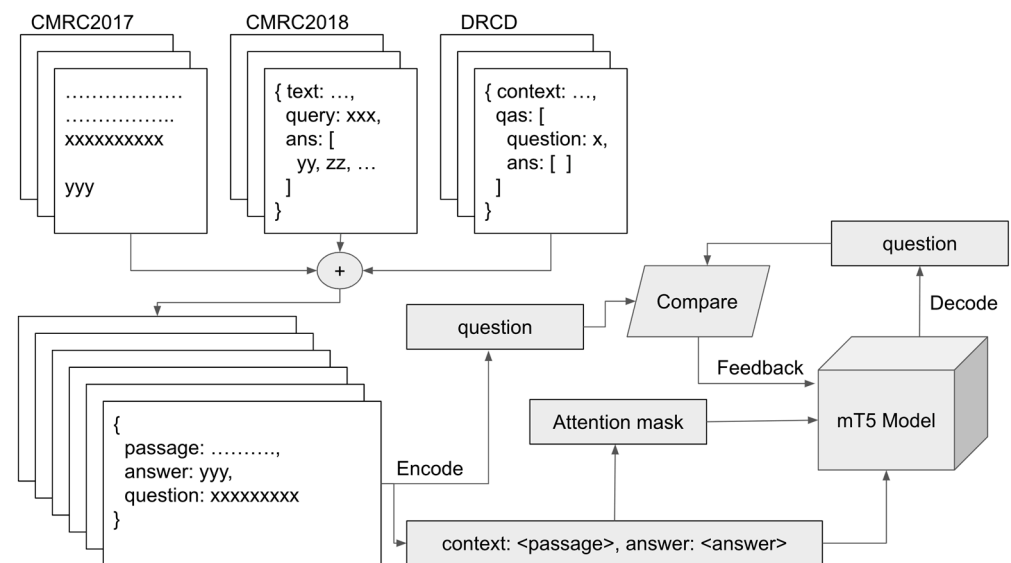 CMRC2017
CMRC2018
DRCD
………………
……………..
xxxxxxxxxx
yyy
{ text: …,
query: xxx,
ans: [
yy, zz, …
]
}
{ context: …,
qas: [
question: x,
ans: [  ]
]
}
+
question
Compare
question
Decode
Feedback
mT5 Model
Attention mask
{
passage: ……….,
answer: yyy,
question: xxxxxxxxx
}
Encode
context: <passage>, answer: <answer>